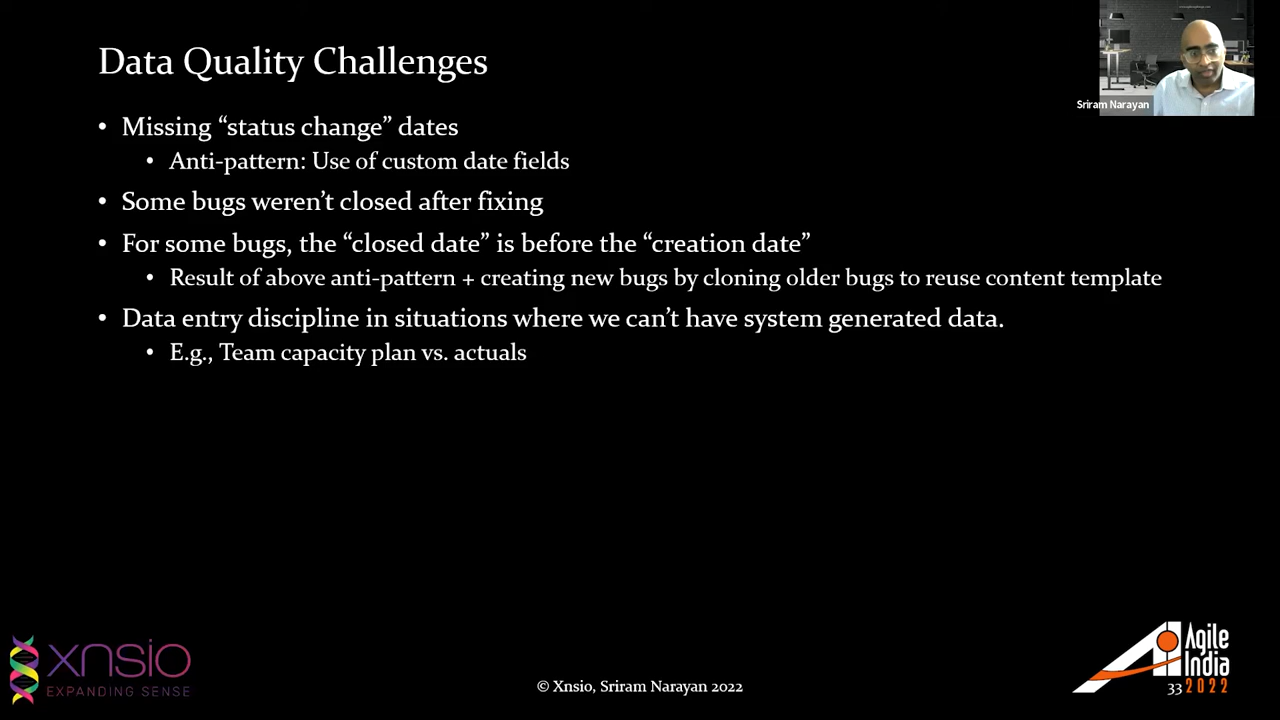 Data Quality Challenges
Sriram Narayan
• Missing “status change” dates
• Anti-pattern: Use of custom date fields
• Some bugs weren’t closed after fixing
• For some bugs, the “closed date” is before the “creation date”
• Result of above anti-pattern + creating new bugs by cloning older bugs to reuse content template
• Data entry discipline in situations where we can’t have system generated data.
• E.g., Team capacity plan vs. actuals
xnsio
EXPANDING SENSE
© Xnsio, Sriram Narayan 2022
Agile
India
33 2022